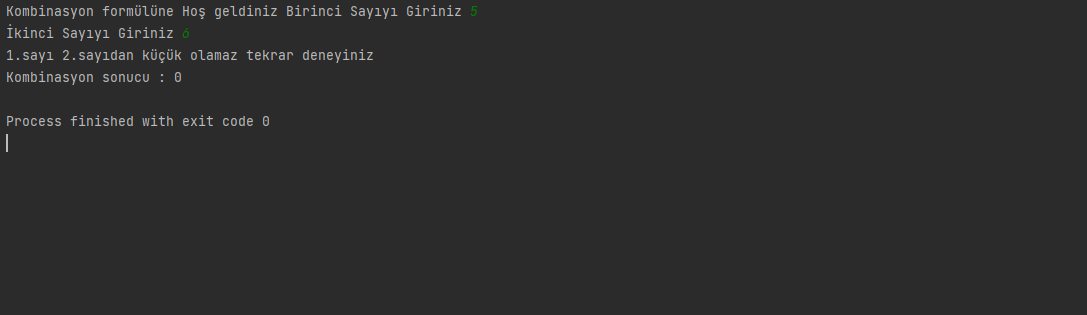 Kombinasyon formülüne Hoş geldiniz Birinci Sayıyı Giriniz 5
İkinci Sayıyı Giriniz 6
1.sayı 2.sayıdan küçük olamaz tekrar deneyiniz
Kombinasyon sonucu : 0
Process finished with exit code 0